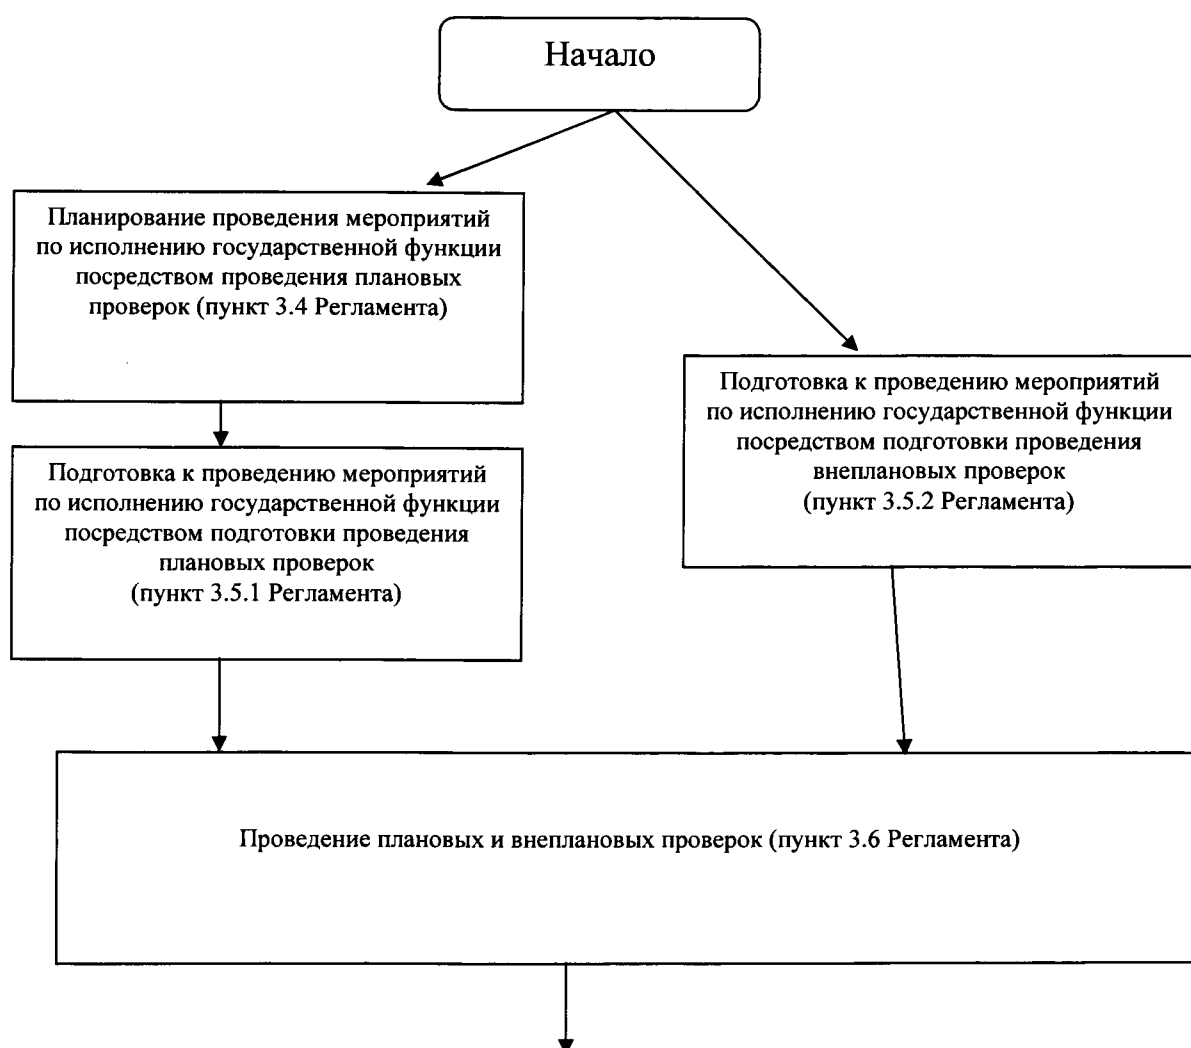 Начало
Планирование проведения мероприятий
по исполнению государственной функции
посредством проведения плановых
проверок (пункт 3.4 Регламента)
Подготовка к проведению мероприятий
по исполнению государственной функции
посредством подготовки проведения
внеплановых проверок
(пункт 3.5.2 Регламента)
Подготовка к проведению мероприятий
по исполнению государственной функции
посредством подготовки проведения
плановых проверок
(пункт 3.5.1 Регламента)
Проведение плановых и внеплановых проверок (пункт 3.6 Регламента)